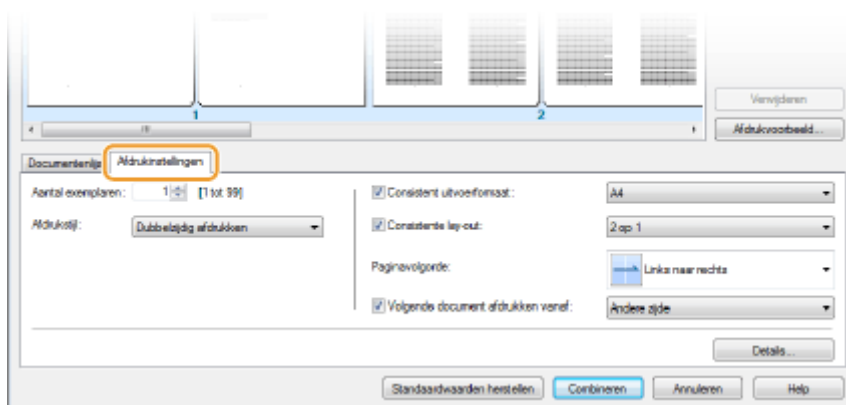 1
2
Verwijderen
Afdrukvoorbeeld...
Documentenlijs
Afdrukinstellingen
Aantal exemplaren:
1
[1 tot 99]
Afdrukstijl:
Dubbelzijdig afdrukken
Consistent uitvoerformaat:
A4
Consistente lay-out:
2 op 1
Paginavolgorde:
Links naar rechts
Volgende document afdrukken vanaf:
Andere zijde
Details...
Standaardwaarden herstellen
Combineren
Annuleren
Help